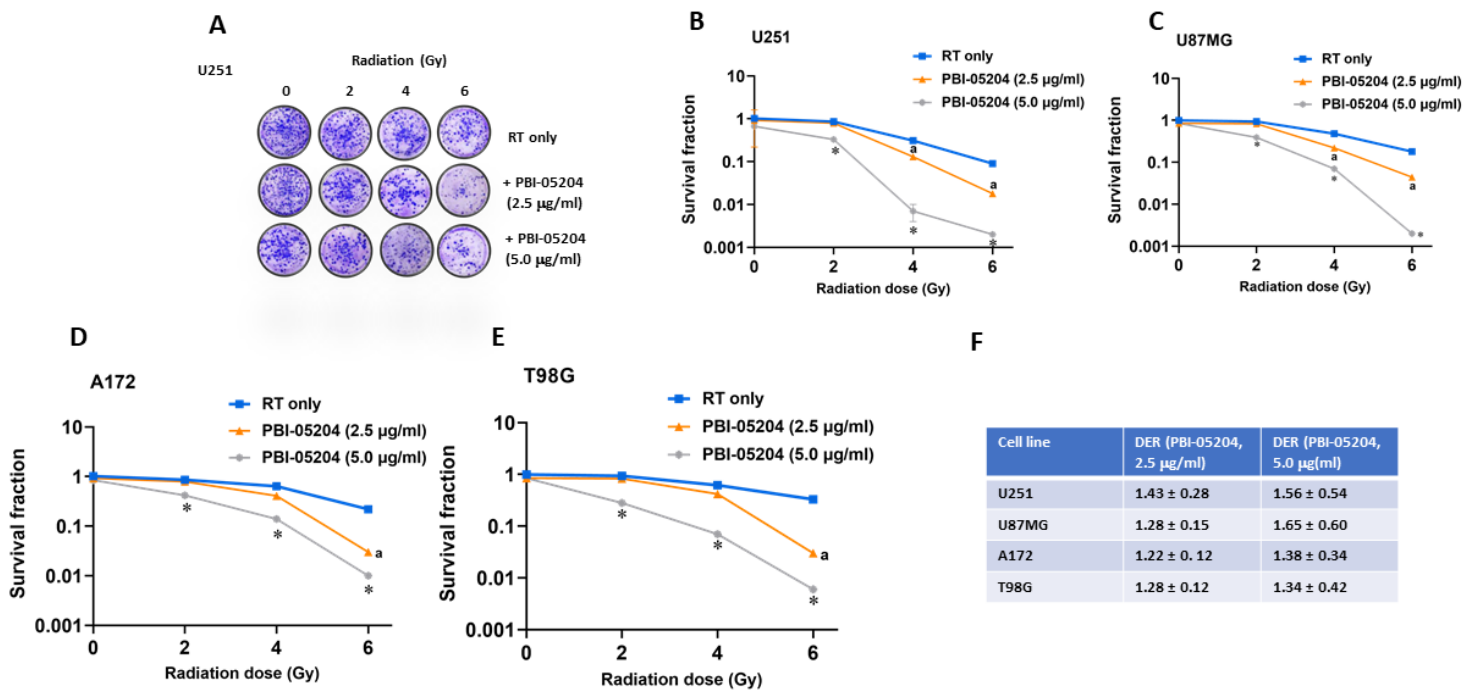 A
U251
Radiation (Gy)
0 2 4 6
RT only
+ PBI-05204
(2.5 µg/ml)
+ PBI-05204
(5.0 µg/ml)
B
U251
RT only
PBI-05204 (2.5 µg/ml)
PBI-05204 (5.0 µg/ml)
Survival fraction
10
1
0.1
0.01
0.001
0 2 4 6
Radiation dose (Gy)
a
a
*
*
*
C
U87MG
RT only
PBI-05204 (2.5 µg/ml)
PBI-05204 (5.0 µg/ml)
Survival fraction
10
1
0.1
0.01
0.001
0 2 4 6
Radiation dose (Gy)
a
a
*
*
*
D
A172
RT only
PBI-05204 (2.5 µg/ml)
PBI-05204 (5.0 µg/ml)
Survival fraction
10
1
0.1
0.01
0.001
0 2 4 6
Radiation dose (Gy)
a
*
*
*
E
T98G
RT only
PBI-05204 (2.5 µg/ml)
PBI-05204 (5.0 µg/ml)
Survival fraction
10
1
0.1
0.01
0.001
0 2 4 6
Radiation dose (Gy)
a
*
*
*
F
Cell line DER (PBI-05204, DER (PBI-05204,
2.5 µg/ml) 5.0 µg(ml)
U251 1.43 ± 0.28 1.56 ± 0.54
U87MG 1.28 ± 0.15 1.65 ± 0.60
A172 1.22 ± 0. 12 1.38 ± 0.34
T98G 1.28 ± 0.12 1.34 ± 0.42